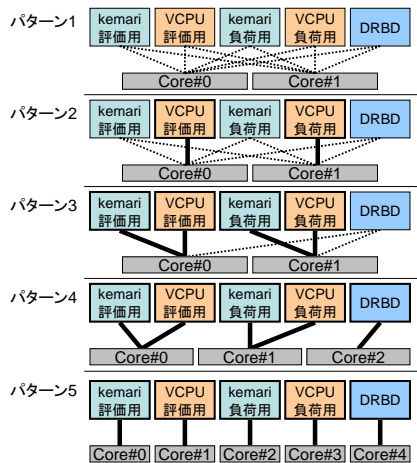 パターン1
kemari VCPU kemari VCPU DRBD
評価用 評価用 負荷用 負荷用
Core#0 Core#1
パターン2
kemari VCPU kemari VCPU DRBD
評価用 評価用 負荷用 負荷用
Core#0 Core#1
パターン3
kemari VCPU kemari VCPU DRBD
評価用 評価用 負荷用 負荷用
Core#0 Core#1
パターン4
kemari VCPU kemari VCPU DRBD
評価用 評価用 負荷用 負荷用
Core#0 Core#1 Core#2
パターン5
kemari VCPU kemari VCPU DRBD
評価用 評価用 負荷用 負荷用
Core#0 Core#1 Core#2 Core#3 Core#4